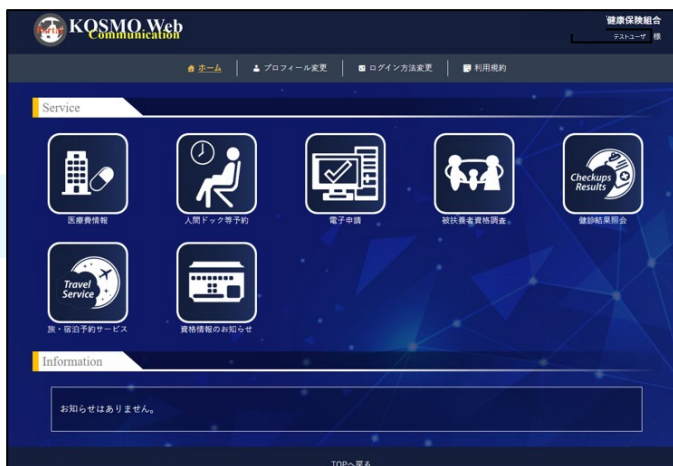 KOSMO Web
Communication
健康保険組合
テストユーザ 様
ホーム
プロフィール変更
ログイン方法変更
利用規約
Service
医療費情報
人間ドック等予約
電子申請
被扶養者資格調査
Checkups
Results
健診結果照会
Travel
Service
旅・宿泊予約サービス
資格情報のお知らせ
Information
お知らせはありません。
TOPへ戻る